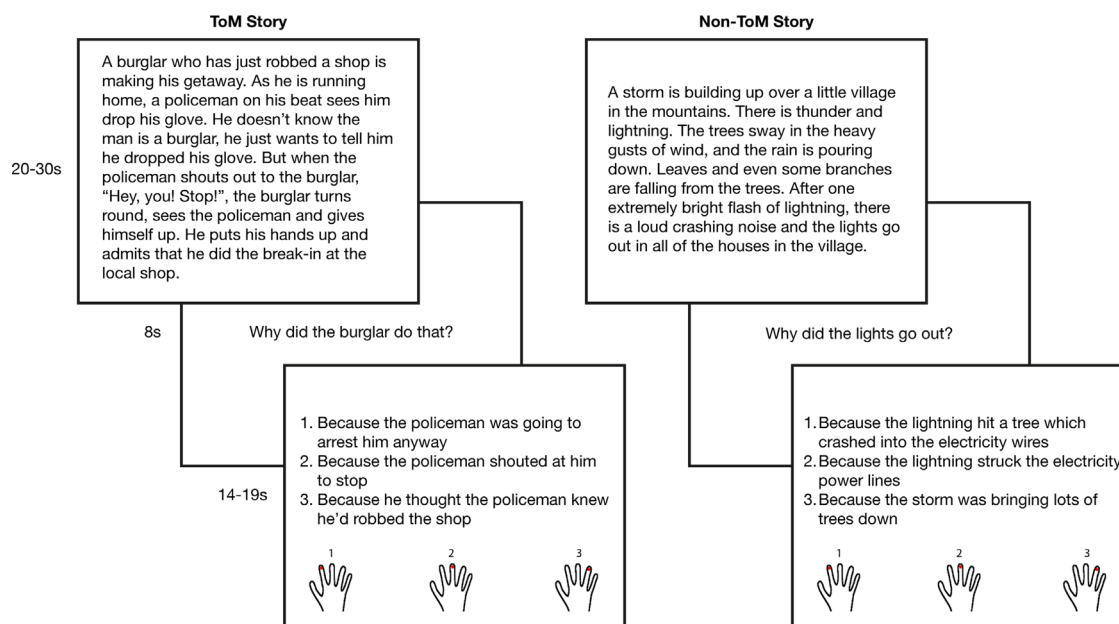 ToM Story
A burglar who has just robbed a shop is
making his getaway. As he is running
home, a policeman on his beat sees him
drop his glove. He doesn't know the
man is a burglar, he just wants to tell him
he dropped his glove. But when the
policeman shouts out to the burglar,
“Hey, you! Stop!”, the burglar turns
round, sees the policeman and gives
himself up. He puts his hands up and
admits that he did the break-in at the
local shop.
20-30s
8s
Why did the burglar do that?
14-19s
1. Because the policeman was going to
arrest him anyway
2. Because the policeman shouted at him
to stop
3. Because he thought the policeman knew
he'd robbed the shop
1
2
3
Non-ToM Story
A storm is building up over a little village
in the mountains. There is thunder and
lightning. The trees sway in the heavy
gusts of wind, and the rain is pouring
down. Leaves and even some branches
are falling from the trees. After one
extremely bright flash of lightning, there
is a loud crashing noise and the lights go
out in all of the houses in the village.
Why did the lights go out?
1. Because the lightning hit a tree which
crashed into the electricity wires
2. Because the lightning struck the electricity
power lines
3. Because the storm was bringing lots of
trees down
1
2
3